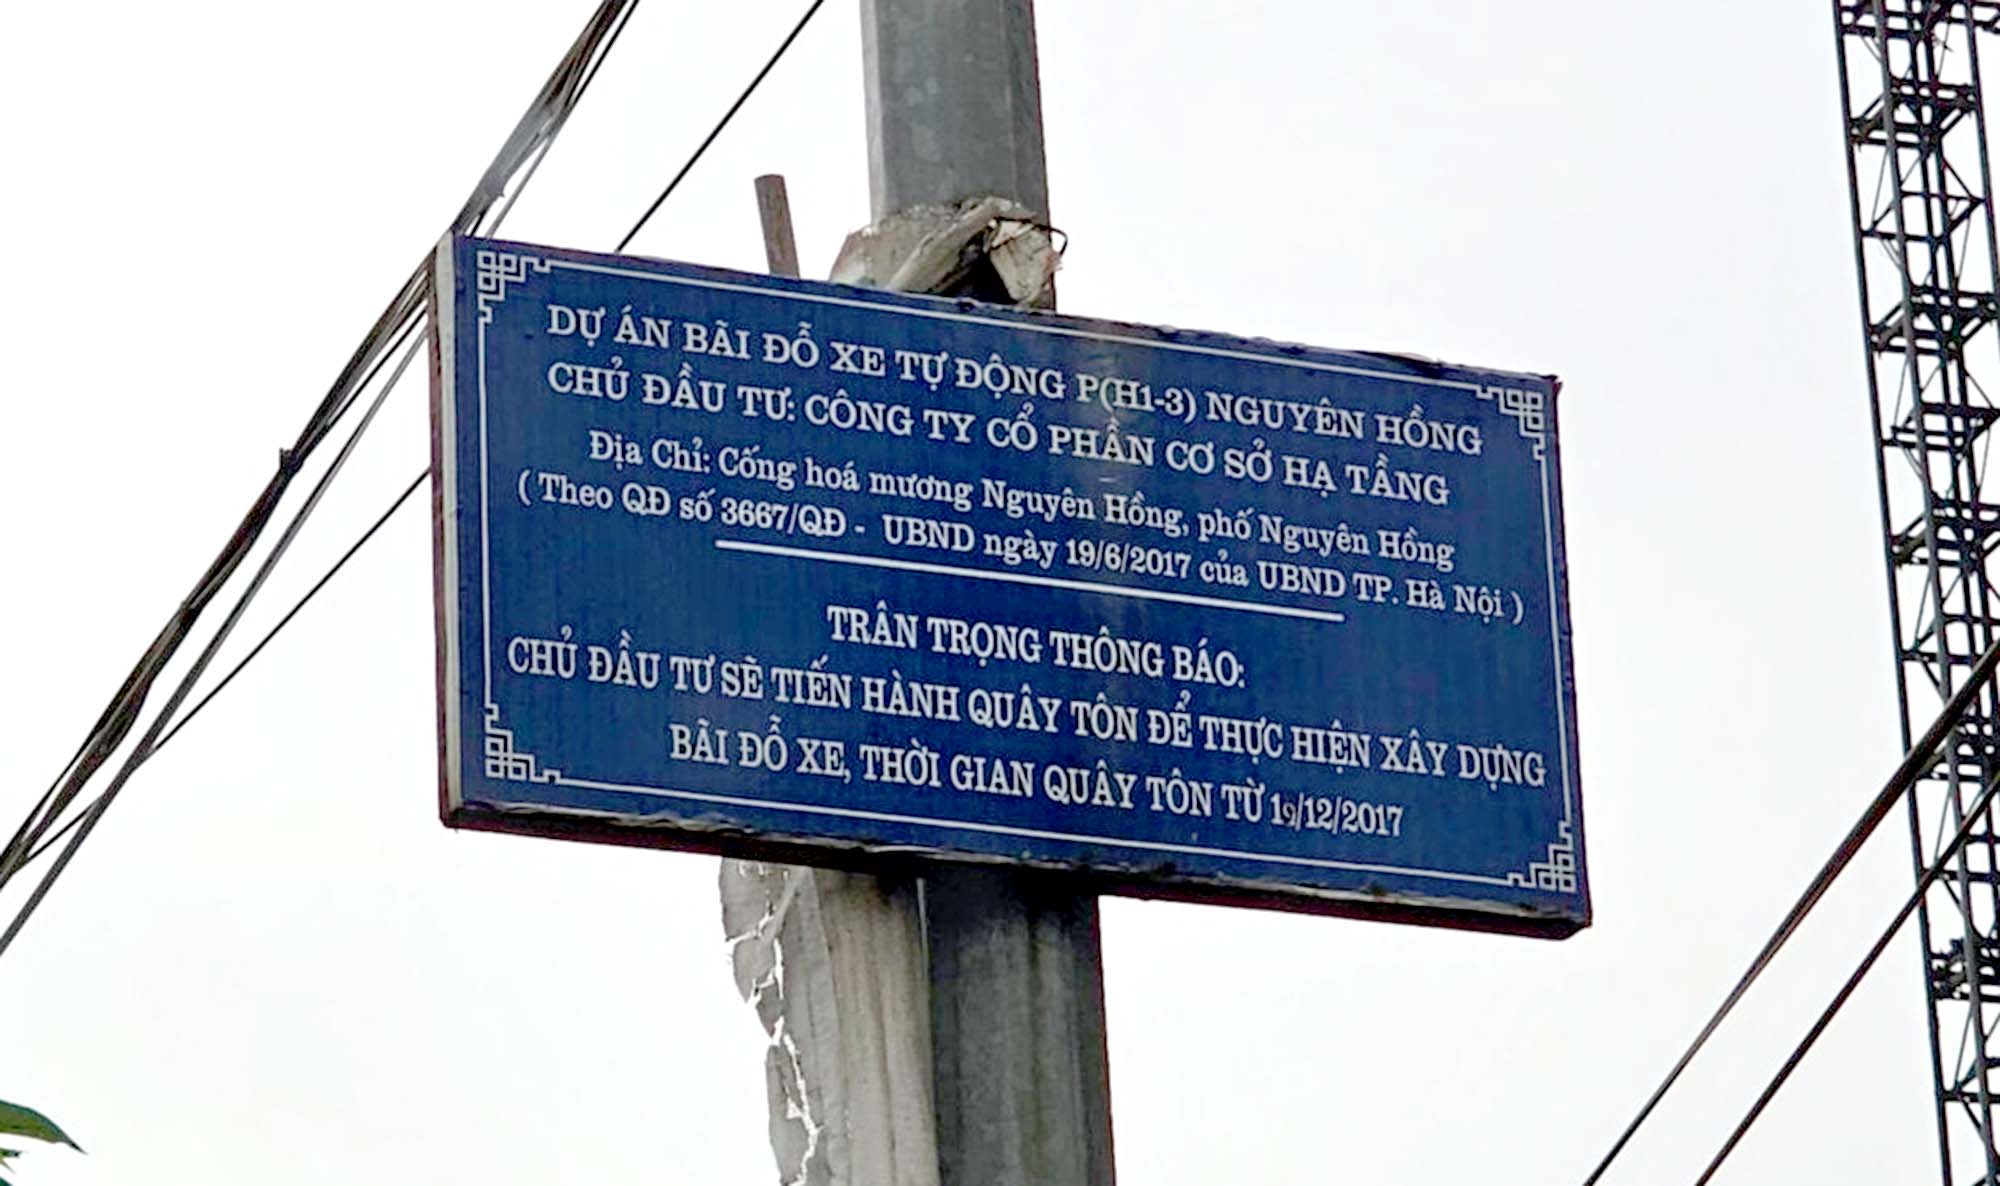 DỰ ÁN BÃI ĐỖ XE TỰ ĐỘNG P(H1-3) NGUYÊN HỒNG
CHỦ ĐẦU TƯ: CÔNG TY CỔ PHẦN CƠ SỞ HẠ TẦNG
Địa Chỉ: Cống hoá mương Nguyên Hồng, phố Nguyên Hồng
( Theo QĐ số 3667/QĐ - UBND ngày 19/6/2017 của UBND TP. Hà Nội )
TRÂN TRỌNG THÔNG BÁO:
CHỦ ĐẦU TƯ SẼ TIẾN HÀNH QUÂY TÔN ĐỂ THỰC HIỆN XÂY DỰNG
BÃI ĐỖ XE, THỜI GIAN QUÂY TÔN TỪ 19/12/2017